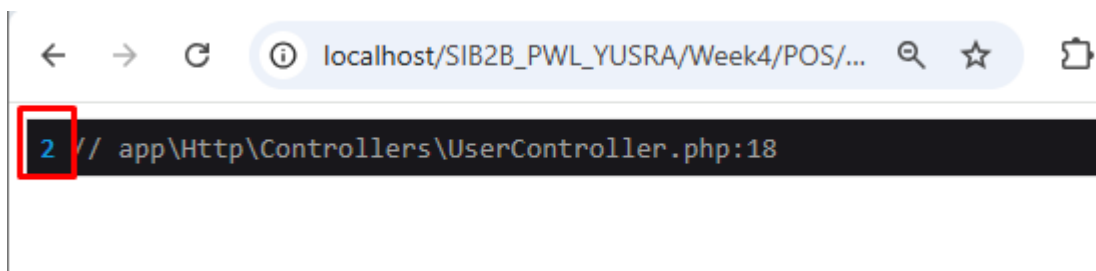 localhost/SIB2B_PWL_YUSRA/Week4/POS/...
2 // app\Http\Controllers\UserController.php:18